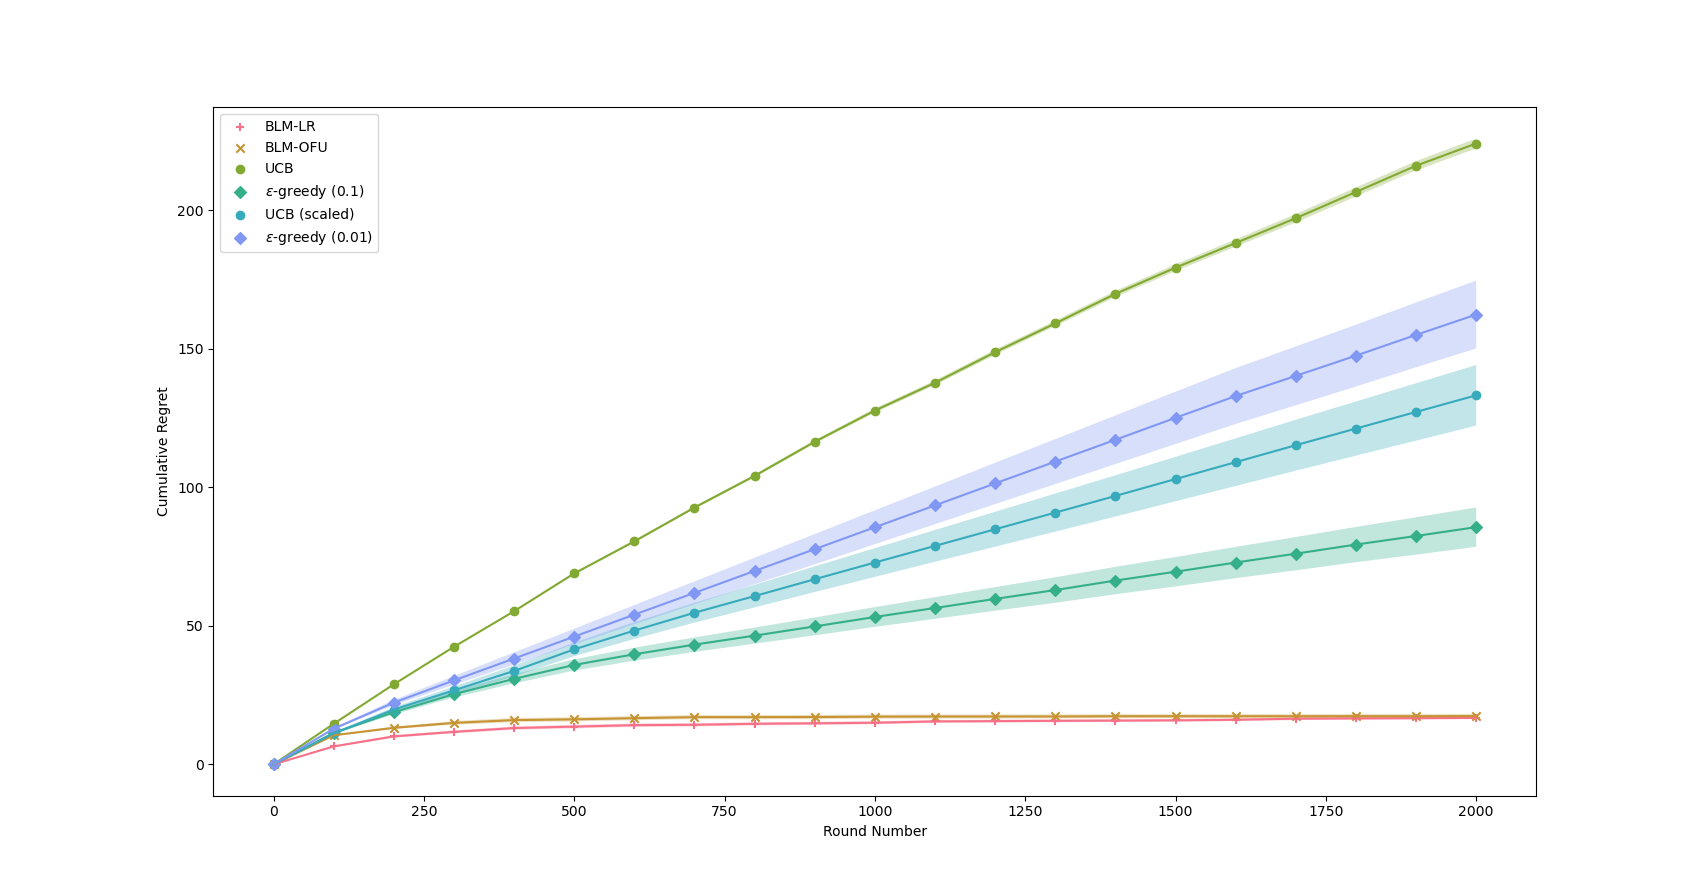 BLM-LR
BLM-OFU
UCB
ε-greedy (0.1)
UCB (scaled)
ε-greedy (0.01)
Cumulative Regret
200
150
100
50
0
0 250 500 750 1000 1250 1500 1750 2000
Round Number